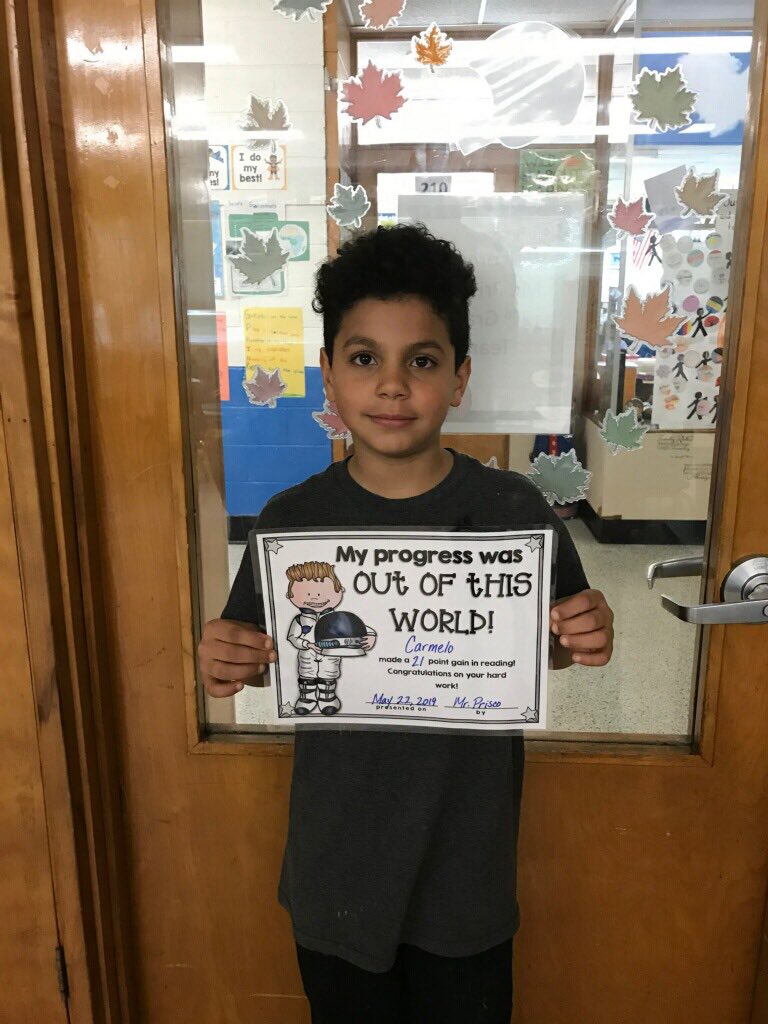 I do
my
best!
210
My progress was
OUT OF THIS
WORLD!
Carmelo
made a 21 point gain in reading!
Congratulations on your hard
work!
May 22, 2019 Mr. Prisco
presented on by